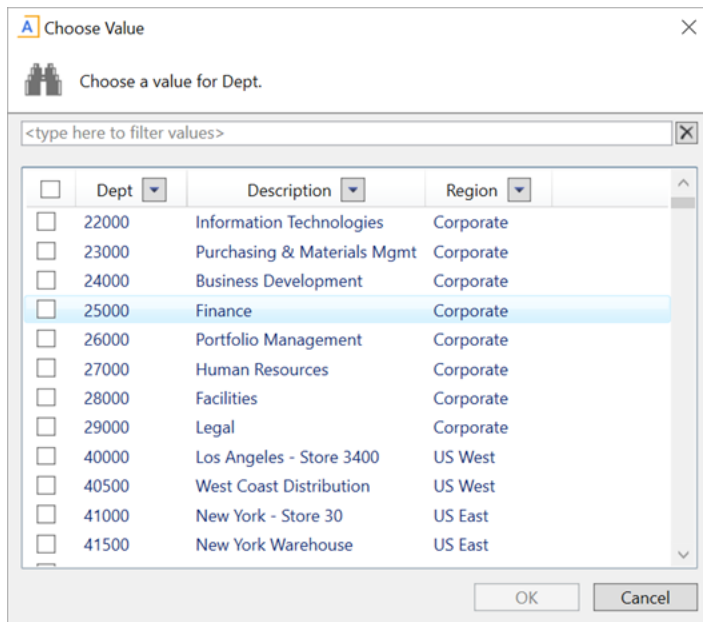 A Choose Value
Choose a value for Dept.
<type here to filter values>
Dept Description Region
22000 Information Technologies Corporate
23000 Purchasing & Materials Mgmt Corporate
24000 Business Development Corporate
25000 Finance Corporate
26000 Portfolio Management Corporate
27000 Human Resources Corporate
28000 Facilities Corporate
29000 Legal Corporate
40000 Los Angeles - Store 3400 US West
40500 West Coast Distribution US West
41000 New York - Store 30 US East
41500 New York Warehouse US East
OK Cancel